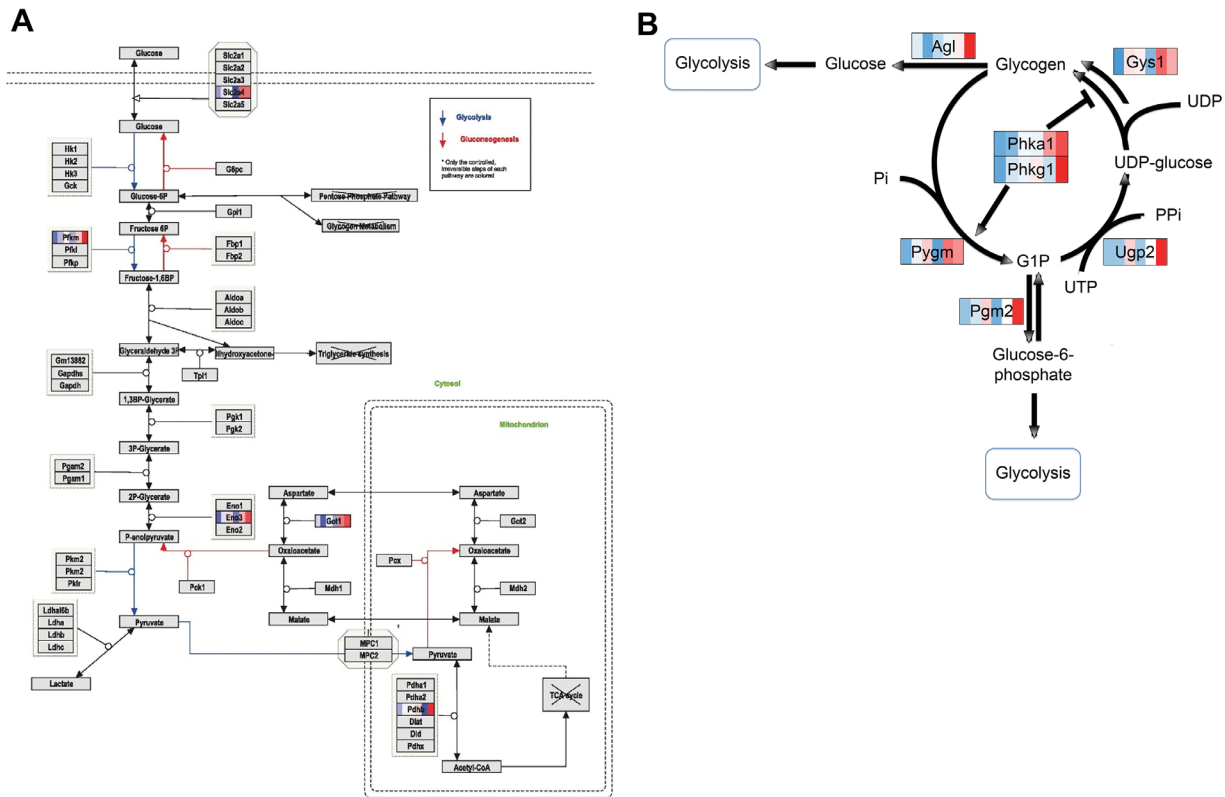 A
Glucose
Slc2a1
Slc2a2
Slc2a3
Slc2a4
Slc2a5
Glucose
Glycolysis
Gluconeogenesis
* Only the controlled,
irreversible steps of each
pathway are colored
Hk1
Hk2
Hk3
Gck
G6pc
Glucose-6P
Pentose Phosphate Pathway
Gpi1
Glycogen Metabolism
Fructose 6P
Pfkm
Pfkl
Pfkp
Fbp1
Fbp2
Fructose-1,6BP
Aldoa
Aldob
Aldoc
Glyceraldehyde 3P
Dihydroxyacetone-
Triglyceride synthesis
Tpi1
Gm13882
Gapdhs
Gapdh
1,3BP-Glycerate
Pgk1
Pgk2
3P-Glycerate
Pgam2
Pgam1
2P-Glycerate
Eno1
Eno3
Eno2
P-enolpyruvate
Pkm2
Pkm2
Pklr
Pck1
Cytosol
Mitochondrion
Aspartate
Aspartate
Got1
Got2
Oxaloacetate
Oxaloacetate
Pcx
Mdh1
Mdh2
Malate
Malate
Ldhal6b
Ldha
Ldhb
Ldhc
Pyruvate
MPC1
MPC2
Pyruvate
Lactate
Pdha1
Pdha2
Pdhb
Dlat
Dld
Pdhx
TCA cycle
Acetyl-CoA
B
Glycolysis
Glucose
Agl
Glycogen
Gys1
UDP
Phka1
Phkg1
UDP-glucose
Pi
PPi
Pygm
G1P
Ugp2
UTP
Pgm2
Glucose-6-
phosphate
Glycolysis